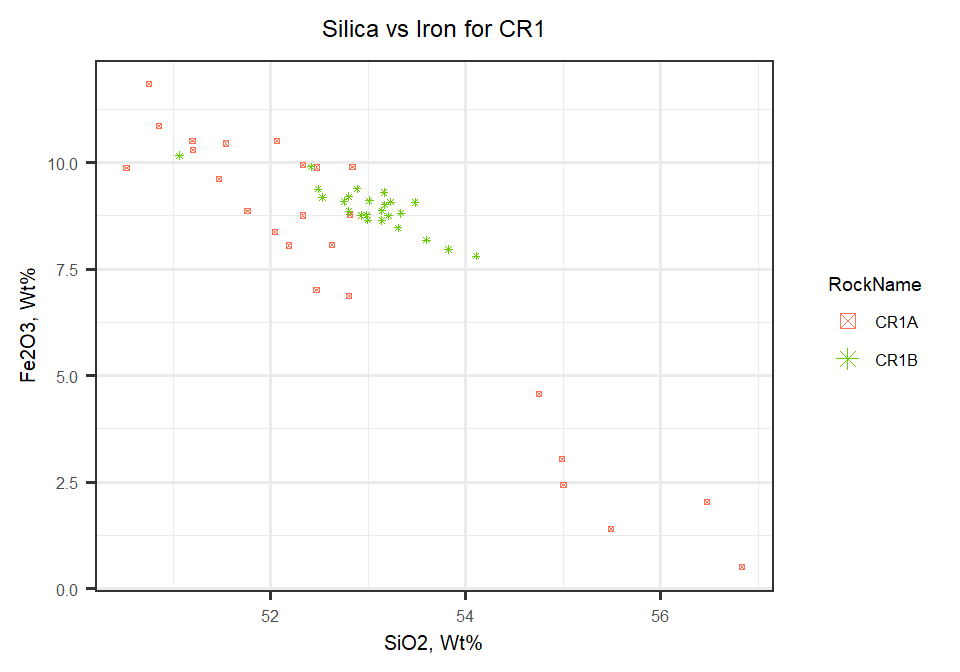 Silica vs Iron for CR1
10.0
7.5
5.0
2.5
0.0
52 54 56
SiO2, Wt%
Fe2O3, Wt%
RockName
CR1A
CR1B